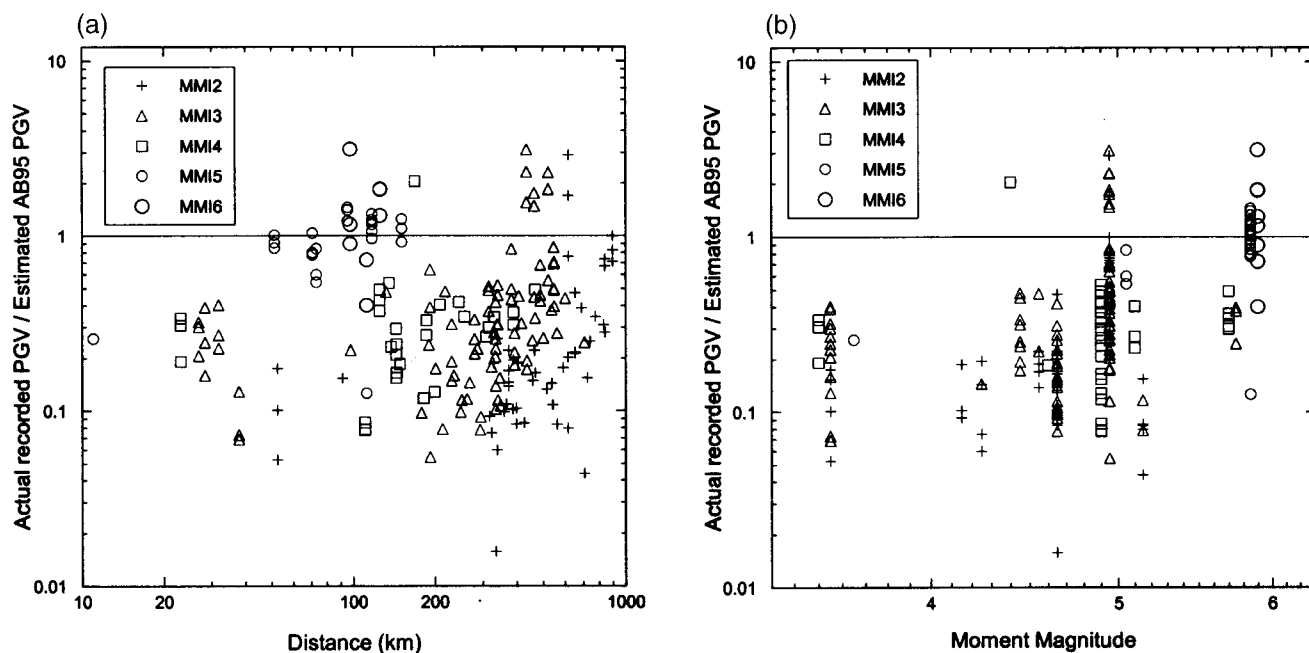 (a)
Actual recorded PGV / Estimated AB95 PGV
10
1
0.1
0.01
MMI2
MMI3
MMI4
MMI5
MMI6
10
20
100
200
1000
Distance (km)
(b)
Actual recorded PGV / Estimated AB95 PGV
10
1
0.1
0.01
MMI2
MMI3
MMI4
MMI5
MMI6
4
5
6
Moment Magnitude